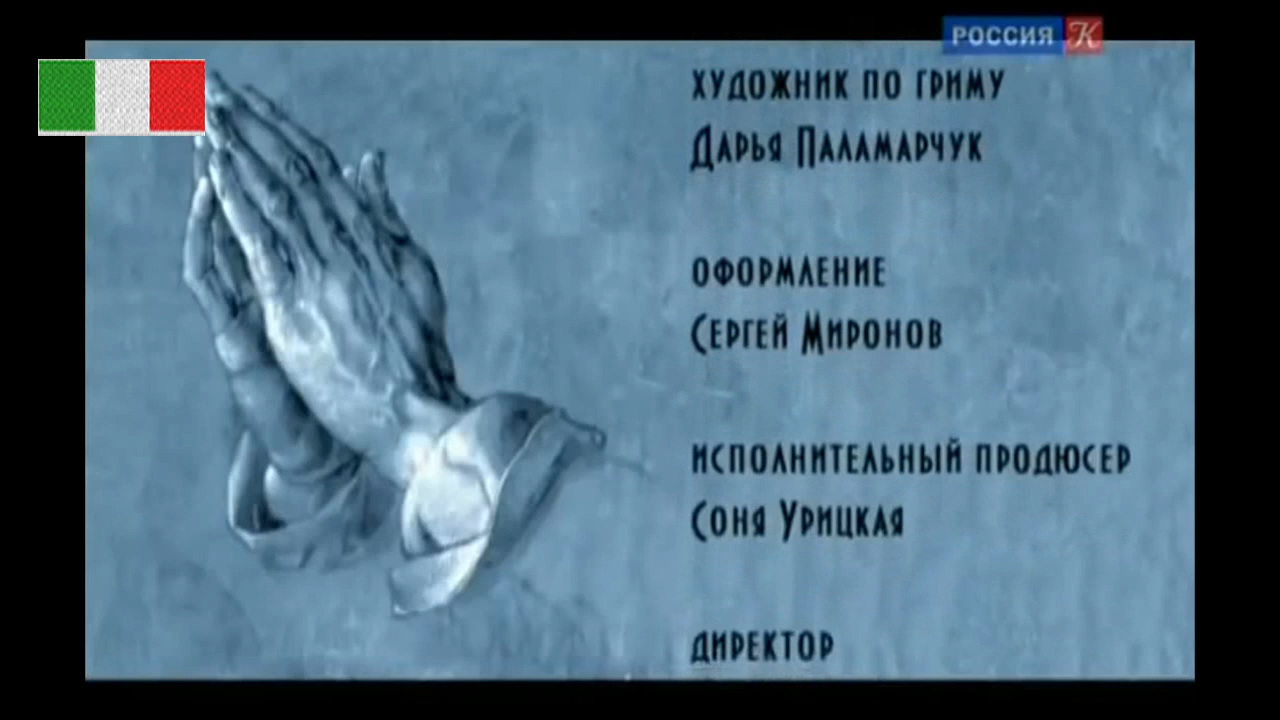 РОССИЯ К
ХУДОЖНИК ПО ГРИМУ
ДАРЬЯ ПАЛАМАРЧУК
ОФОРМЛЕНИЕ
СЕРГЕЙ МИРОНОВ
ИСПОЛНИТЕЛЬНЫЙ ПРОДЮСЕР
СОНЯ УРИЦКАЯ
ДИРЕКТОР